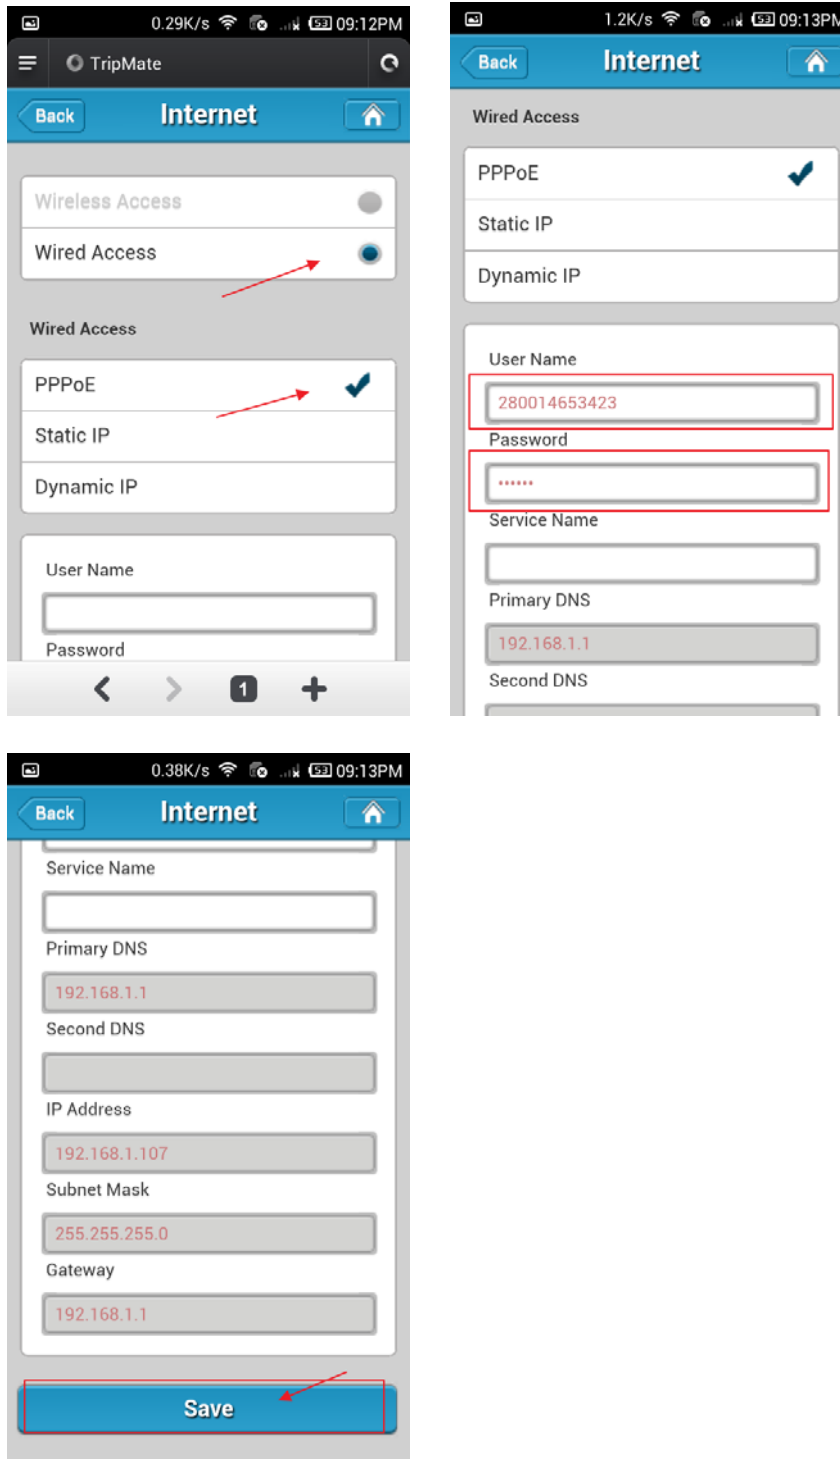 0.29K/s 53 09:12PM
TripMate
Back Internet
Wireless Access
Wired Access
Wired Access
PPPoE
Static IP
Dynamic IP
User Name
Password
1
1.2K/s 53 09:13PM
Back Internet
Wired Access
PPPoE
Static IP
Dynamic IP
User Name
280014653423
Password
••••••
Service Name
Primary DNS
192.168.1.1
Second DNS
0.38K/s 53 09:13PM
Back Internet
Service Name
Primary DNS
192.168.1.1
Second DNS
IP Address
192.168.1.107
Subnet Mask
255.255.255.0
Gateway
192.168.1.1
Save